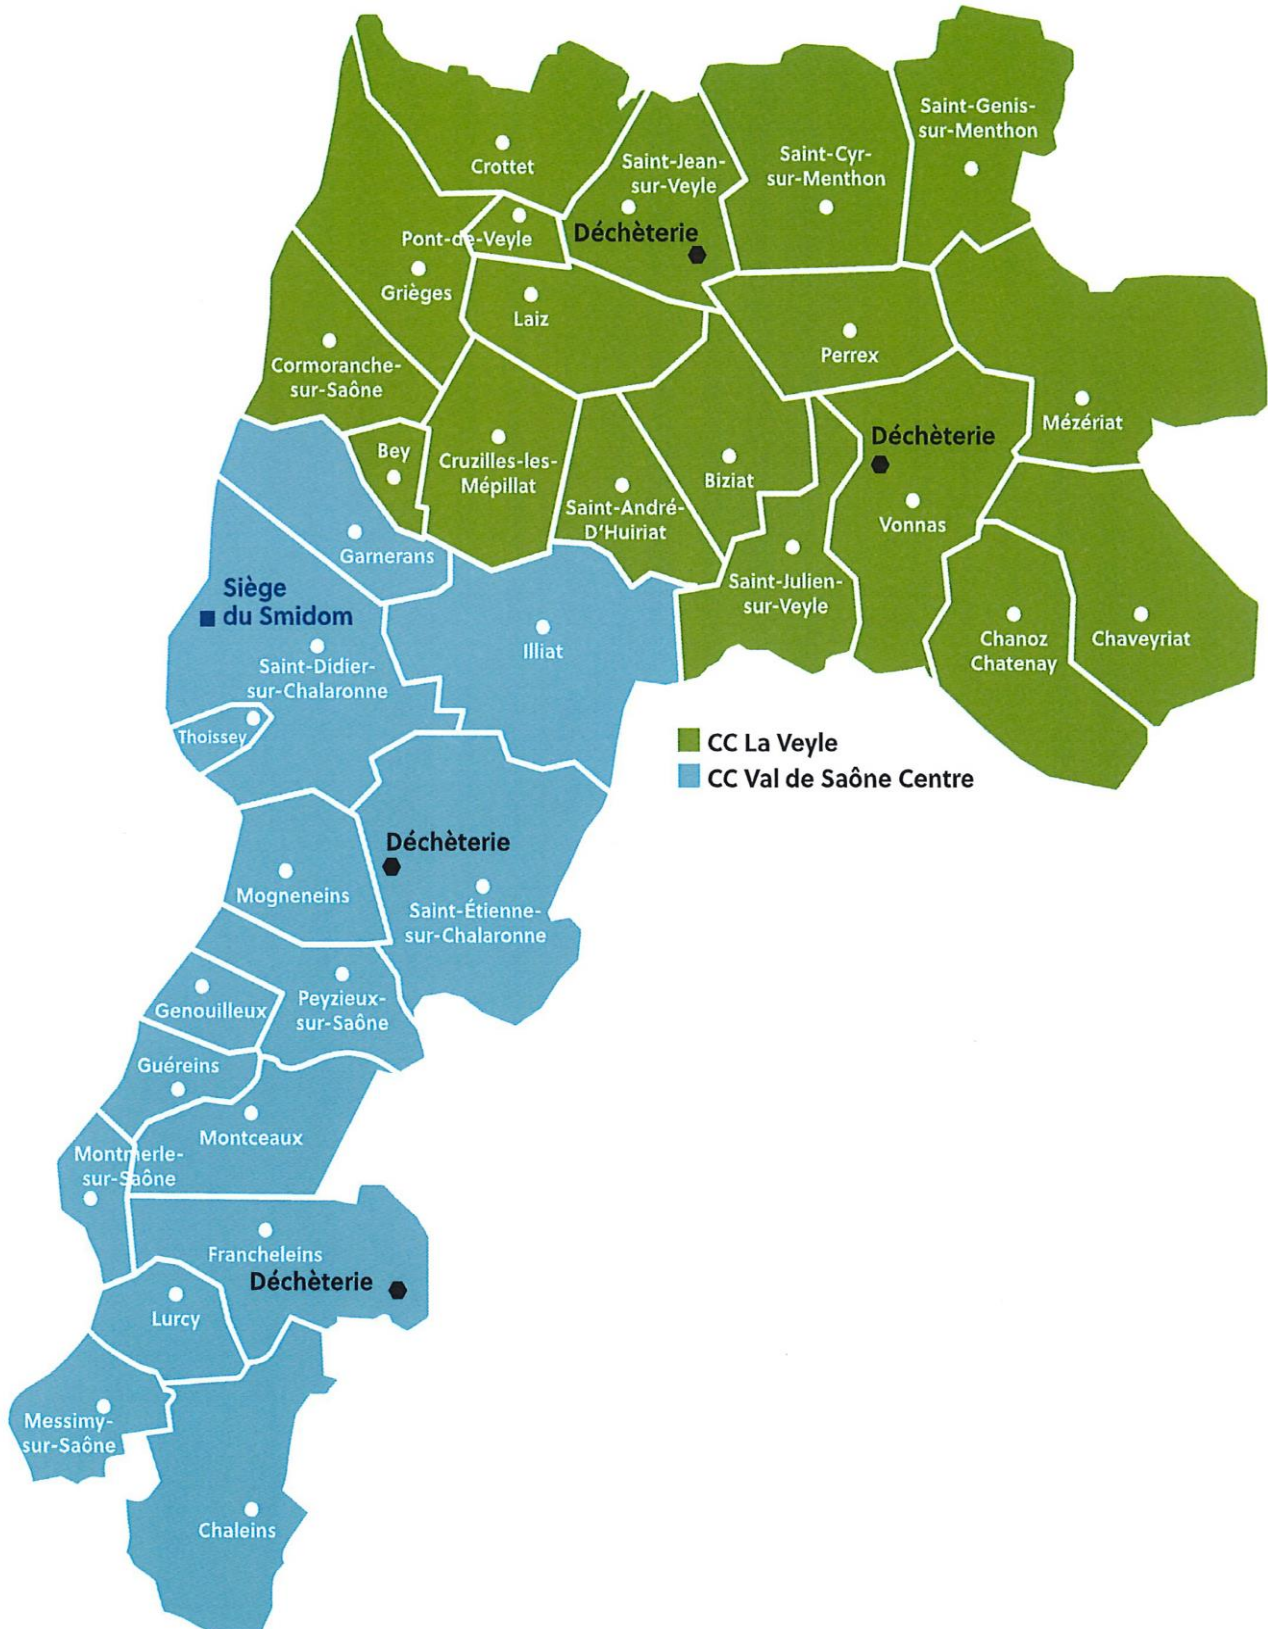 Saint-Genis-
sur-Menthon
Crottet
Saint-Jean-
sur-Veyle
Saint-Cyr-
sur-Menthon
Pont-de-Veyle
Déchèterie
Grièges
Laiz
Perrex
Cormoranche-
sur-Saône
Mézériat
Bey
Cruzilles-les-
Mépillat
Saint-André-
D'Huiriat
Biziat
Déchèterie
Vonnas
Garnerans
Siège
du Smidom
Saint-Didier-
sur-Chalaronne
Illiat
Saint-Julien-
sur-Veyle
Chanoz
Chatenay
Chaveyriat
Thoissey
CC La Veyle
CC Val de Saône Centre
Déchèterie
Mogneneins
Saint-Étienne-
sur-Chalaronne
Genouilleux
Peyzieux-
sur-Saône
Guéreins
Montceaux
Montmerle-
sur-Saône
Francheleins
Déchèterie
Lurcy
Messimy-
sur-Saône
Chaleins